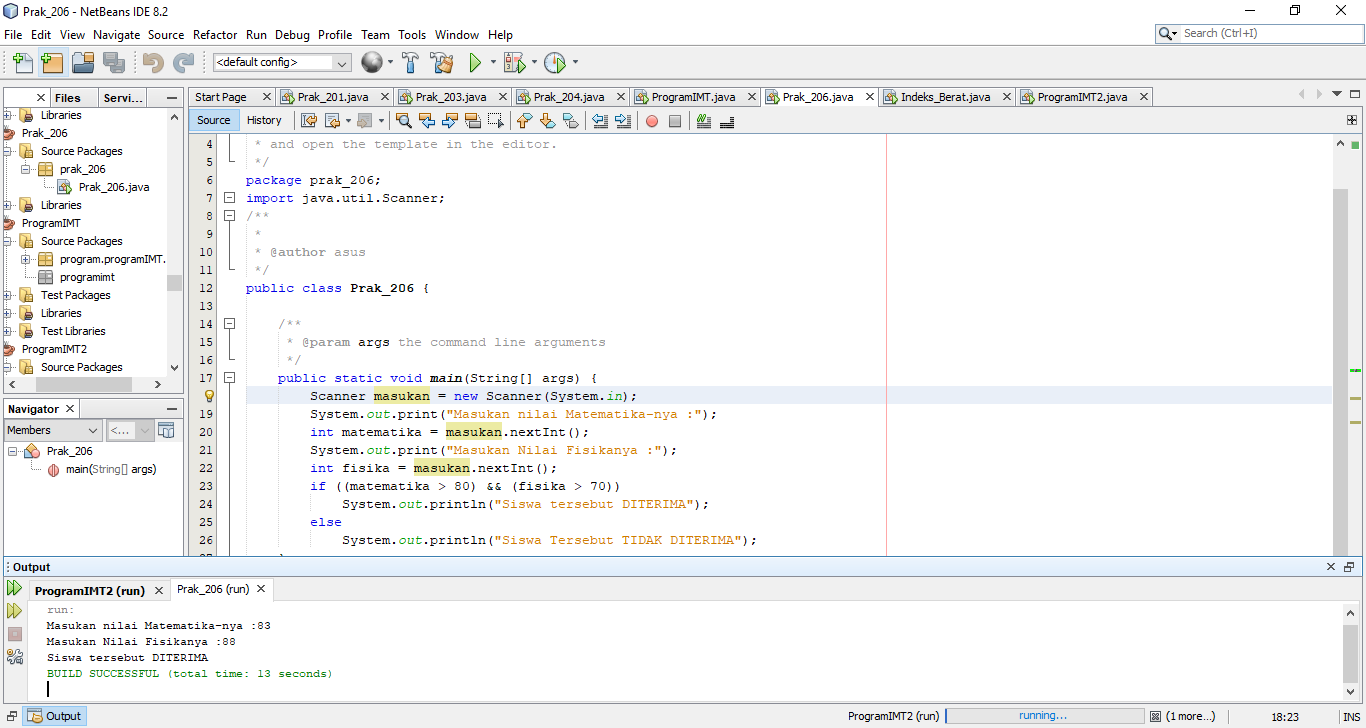 Prak_206 - NetBeans IDE 8.2
File Edit View Navigate Source Refactor Run Debug Profile Team Tools Window Help
Search (Ctrl+I)
<default config>
Files Servi...
Libraries
Prak_206
Source Packages
prak_206
Prak_206.java
Libraries
ProgramIMT
Source Packages
program.programIMT.
programimt
Test Packages
Libraries
Test Libraries
ProgramIMT2
Source Packages
Navigator
Members
<...
Prak_206
main(String[] args)
Start Page Prak_201.java Prak_203.java Prak_204.java ProgramIMT.java Prak_206.java Indeks_Berat.java ProgramIMT2.java
Source History
4 * and open the template in the editor.
5 */
6 package prak_206;
7 import java.util.Scanner;
8 /**
9 *
10 * @author asus
11 */
12 public class Prak_206 {
13
14 /**
15 * @param args the command line arguments
16 */
17 public static void main(String[] args) {
Scanner masukan = new Scanner(System.in);
19 System.out.print("Masukan nilai Matematika-nya :");
20 int matematika = masukan.nextInt();
21 System.out.print("Masukan Nilai Fisikanya :");
22 int fisika = masukan.nextInt();
23 if ((matematika > 80) && (fisika > 70))
24 System.out.println("Siswa tersebut DITERIMA");
25 else
26 System.out.println("Siswa Tersebut TIDAK DITERIMA");
Output
ProgramIMT2 (run) Prak_206 (run)
run:
Masukan nilai Matematika-nya :83
Masukan Nilai Fisikanya :88
Siswa tersebut DITERIMA
BUILD SUCCESSFUL (total time: 13 seconds)
Output
ProgramIMT2 (run) running... (1 more...) 18:23 INS